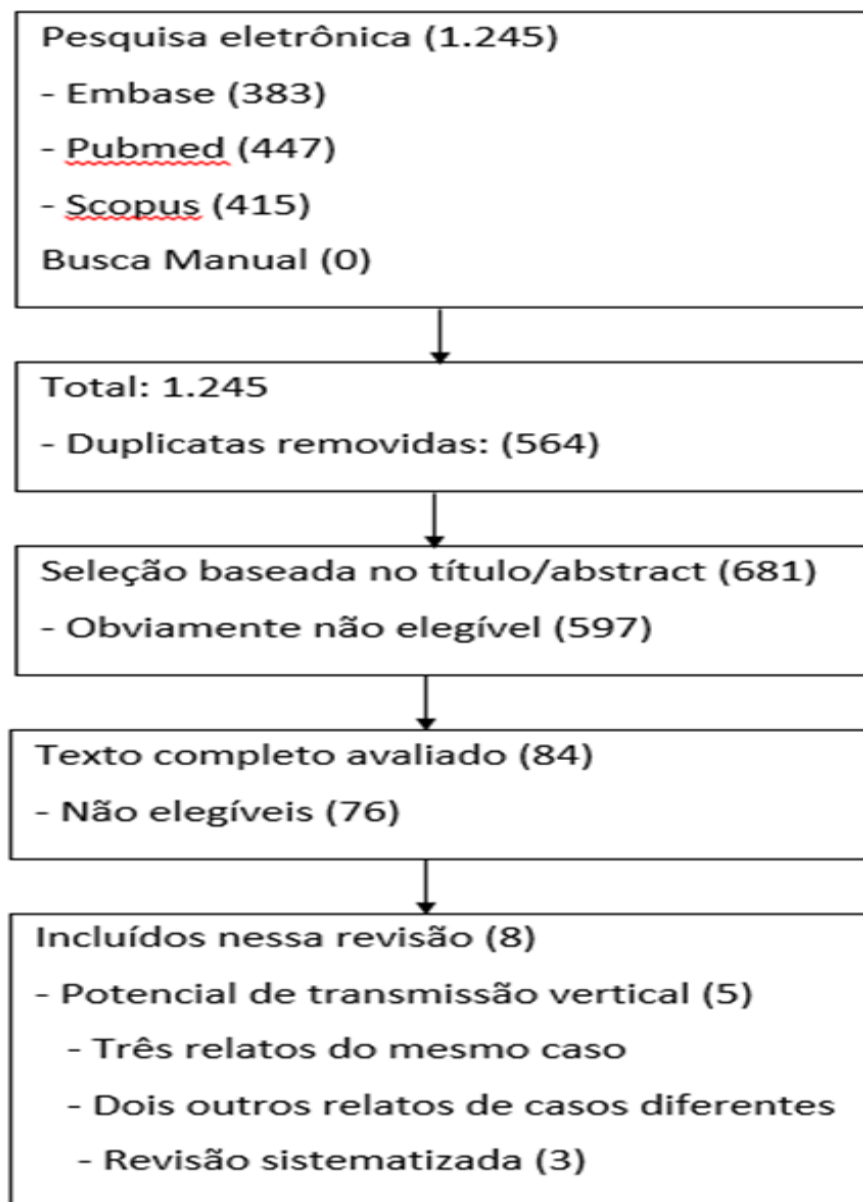 Pesquisa eletrônica (1.245)
- Embase (383)
- Pubmed (447)
- Scopus (415)
Busca Manual (0)
Total: 1.245
- Duplicatas removidas: (564)
Seleção baseada no título/abstract (681)
- Obviamente não elegível (597)
Texto completo avaliado (84)
- Não elegíveis (76)
Incluídos nessa revisão (8)
- Potencial de transmissão vertical (5)
- Três relatos do mesmo caso
- Dois outros relatos de casos diferentes
- Revisão sistematizada (3)